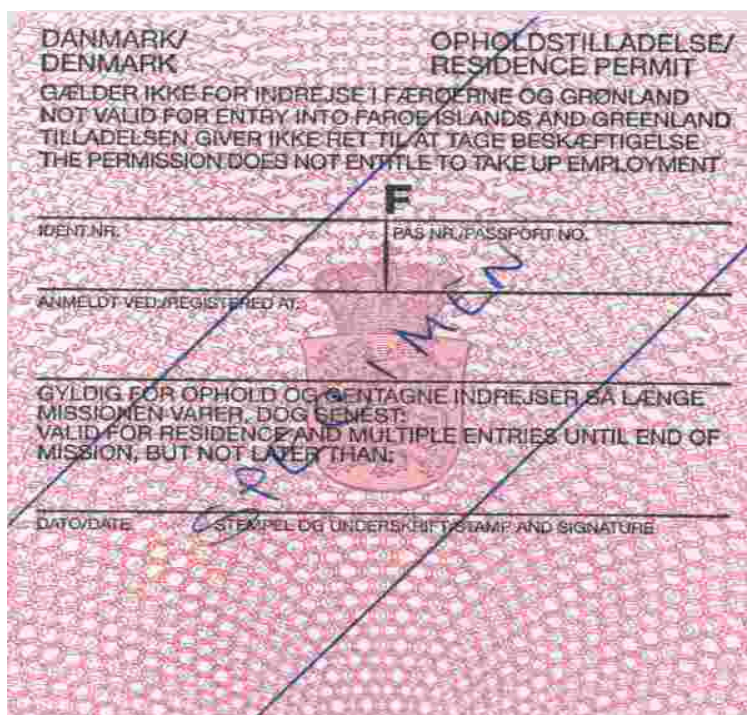 DANMARK/ OPHOLDSTILLADELSE/
DENMARK RESIDENCE PERMIT
GÆLDER IKKE FOR INDREJSE I FÆRØERNE OG GRØNLAND
NOT VALID FOR ENTRY INTO FAROE ISLANDS AND GREENLAND
TILLADELSEN GIVER IKKE RET TIL AT TAGE BESKÆFTIGELSE
THE PERMISSION DOES NOT ENTITLE TO TAKE UP EMPLOYMENT
F
IDENT.NR. PAS NR./PASSPORT NO.
ANMELDT VED:/REGISTERED AT:
GYLDIG FOR OPHOLD OG GENTAGNE INDREJSER SÅ LÆNGE
MISSIONEN VARER, DOG SENEST:
VALID FOR RESIDENCE AND MULTIPLE ENTRIES UNTIL END OF
MISSION, BUT NOT LATER THAN:
SPECIMEN
DATO/DATE STEMPEL OG UNDERSKRIFT/STAMP AND SIGNATURE